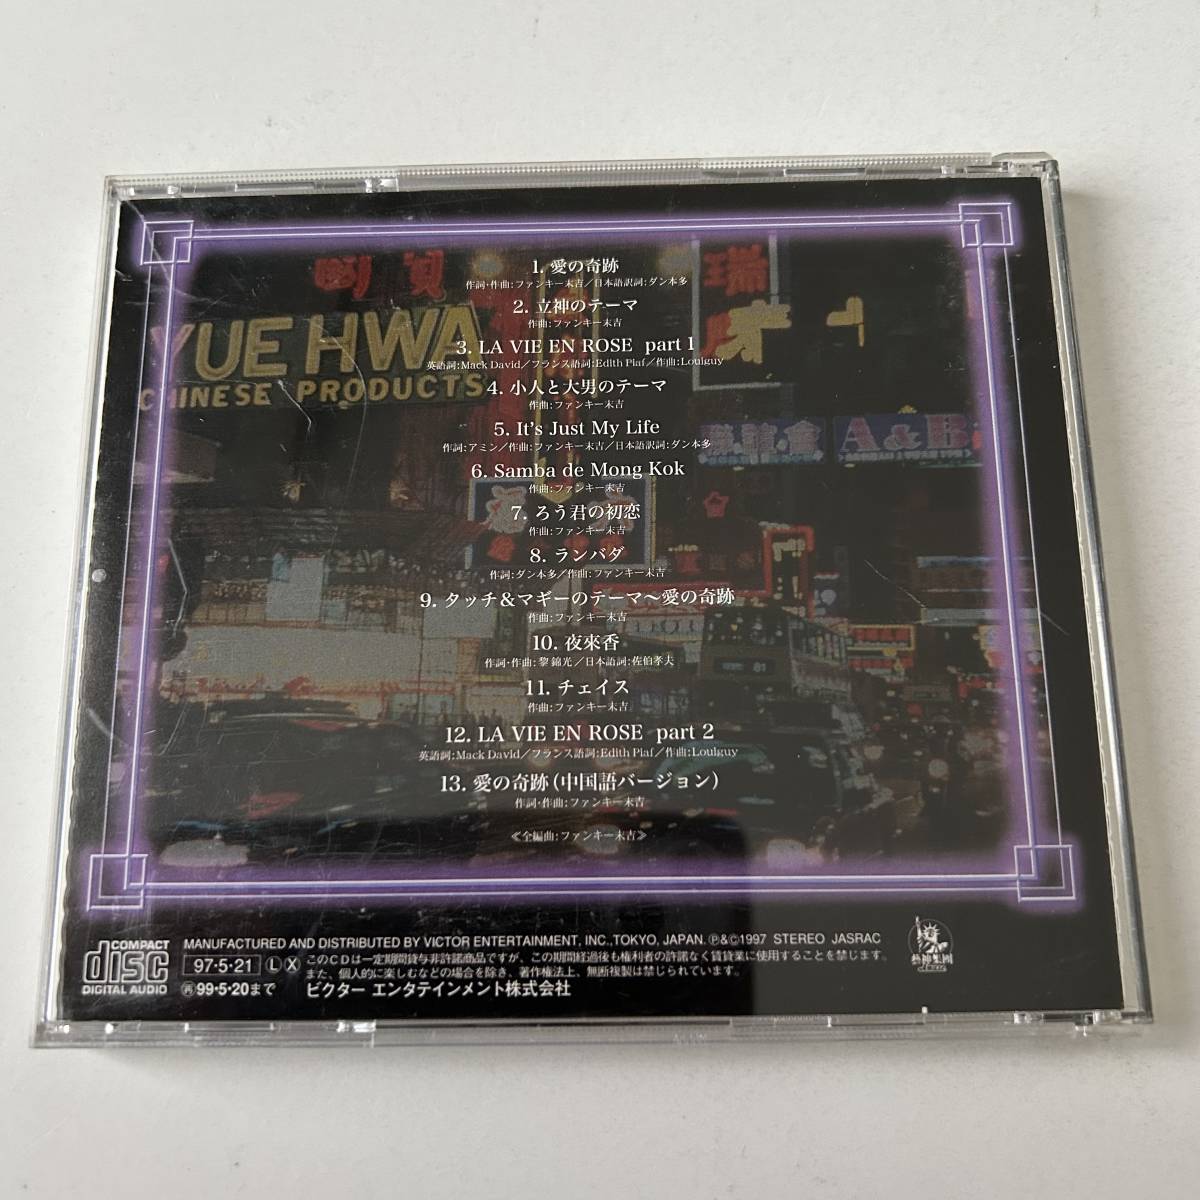 1. 愛の奇跡
作詞・作曲:ファンキー末吉/日本語訳詞:ダン本多
2. 立神のテーマ
作曲:ファンキー末吉
3. LA VIE EN ROSE part 1
英語詞:Mack David/フランス語詞:Edith Piaf/作曲:Louiguy
4. 小人と大男のテーマ
作曲:ファンキー末吉
5. It's Just My Life
作詞:アミン/作曲:ファンキー末吉/日本語訳詞:ダン本多
6. Samba de Mong Kok
作曲:ファンキー末吉
7. ろう君の初恋
作曲:ファンキー末吉
8. ランバダ
作詞:ダン本多/作曲:ファンキー末吉
9. タッチ&マギーのテーマ〜愛の奇跡
作曲:ファンキー末吉
10. 夜來香
作詞・作曲:黎 錦光/日本語詞:佐伯孝夫
11. チェイス
作曲:ファンキー末吉
12. LA VIE EN ROSE part 2
英語詞:Mack David/フランス語詞:Edith Piaf/作曲:Louiguy
13. 愛の奇跡(中国語バージョン)
作詞・作曲:ファンキー末吉
≪全編曲:ファンキー末吉≫
YUE HWA
CHINESE PRODUCTS
瑞
A&B
81
COMPACT
disc
DIGITAL AUDIO
MANUFACTURED AND DISTRIBUTED BY VICTOR ENTERTAINMENT, INC.,TOKYO, JAPAN. Ⓟ&©1997 STEREO JASRAC
97・5・21 Ⓛ Ⓧ このCDは一定期間貸与非許諾商品ですが、この期間経過後も権利者の許諾なく賃貸業に使用することを禁じます。
また、個人的に楽しむなどの場合を除き、著作権法上、無断複製は禁じられています。
再 99・5・20まで ビクター エンタテインメント株式会社
藝神集団